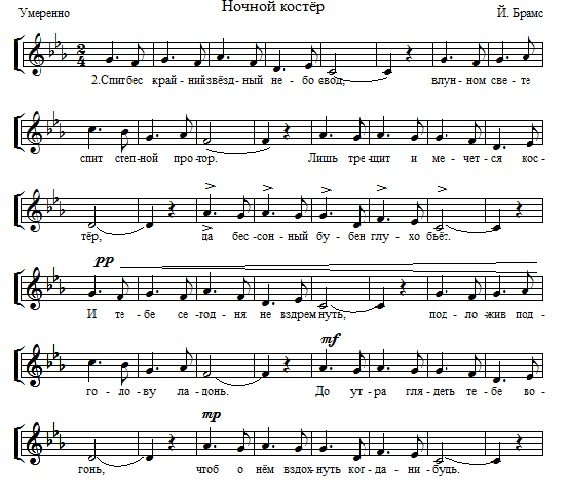 Ночной костёр
Умеренно
Й. Брамс
2.Спит бес край - ний звёзд - ный не - бо свод, в лун - ном све - те
спит степ - ной про - тор. Лишь тре - щит и ме - чет - ся кос -
тёр, да бес - сон - ный бу - бен глу - хо бьёт.
pp
И те - бе се - год - ня не вздрем - нуть, под - ло - жив под -
mf
го - ло - ву ла - донь. До ут - ра гля - деть те - бе во -
mp
гонь, чтоб о нём вздох - нуть ког - да - ни - будь.